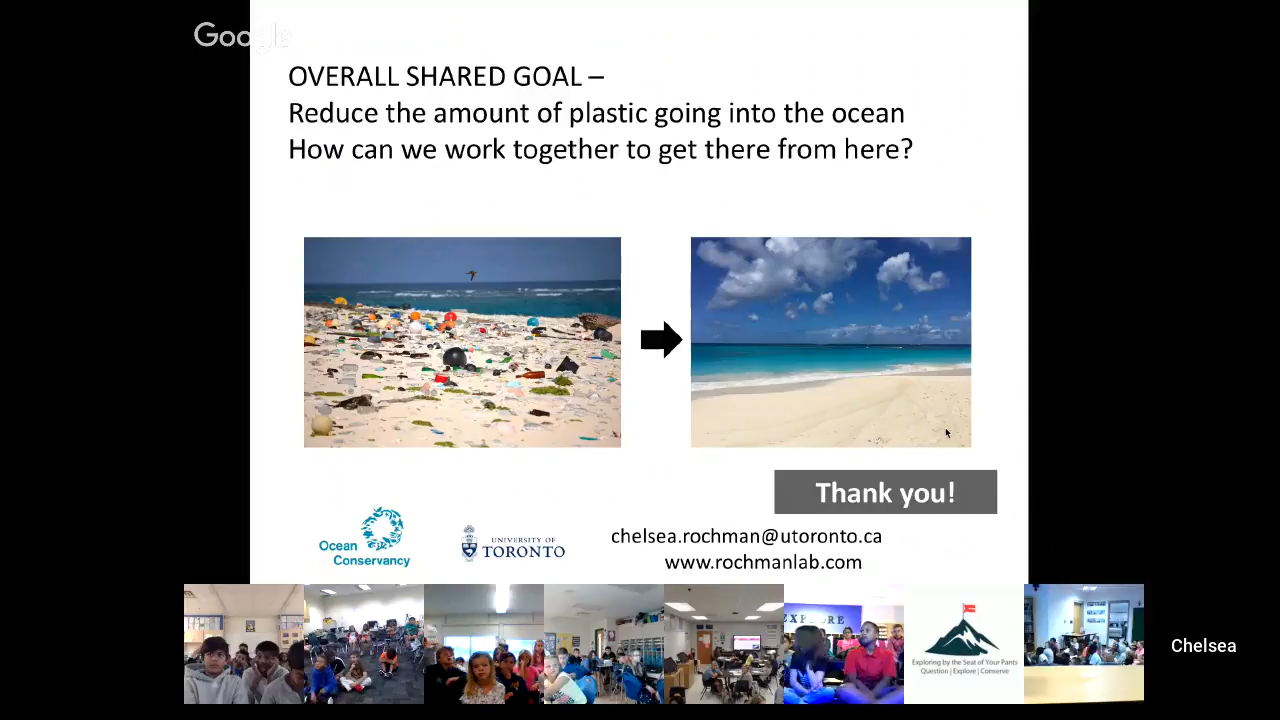 Google
OVERALL SHARED GOAL –
Reduce the amount of plastic going into the ocean
How can we work together to get there from here?
Thank you!
Ocean
Conservancy
UNIVERSITY OF
TORONTO
chelsea.rochman@utoronto.ca
www.rochmanlab.com
EXPLORE
Exploring by the Seat of Your Pants
Question | Explore | Conserve
Chelsea